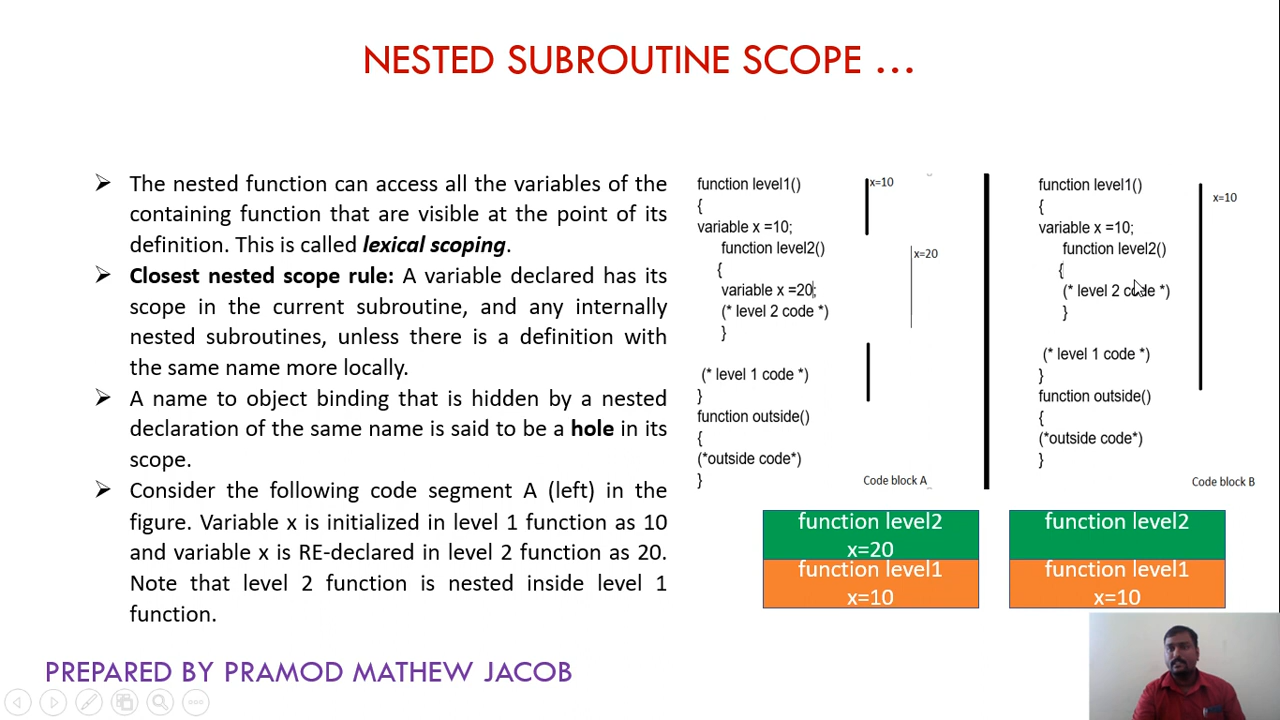 NESTED SUBROUTINE SCOPE ...
➢ The nested function can access all the variables of the
containing function that are visible at the point of its
definition. This is called lexical scoping.
➢ Closest nested scope rule: A variable declared has its
scope in the current subroutine, and any internally
nested subroutines, unless there is a definition with
the same name more locally.
➢ A name to object binding that is hidden by a nested
declaration of the same name is said to be a hole in its
scope.
➢ Consider the following code segment A (left) in the
figure. Variable x is initialized in level 1 function as 10
and variable x is RE-declared in level 2 function as 20.
Note that level 2 function is nested inside level 1
function.
function level1()
{
variable x =10;
function level2()
{
variable x =20;
(* level 2 code *)
}
(* level 1 code *)
}
function outside()
{
(*outside code*)
}
x=10
x=20
Code block A
function level1()
{
variable x =10;
function level2()
{
(* level 2 code *)
}
(* level 1 code *)
}
function outside()
{
(*outside code*)
}
x=10
Code block B
function level2
x=20
function level1
x=10
function level2
function level1
x=10
PREPARED BY PRAMOD MATHEW JACOB